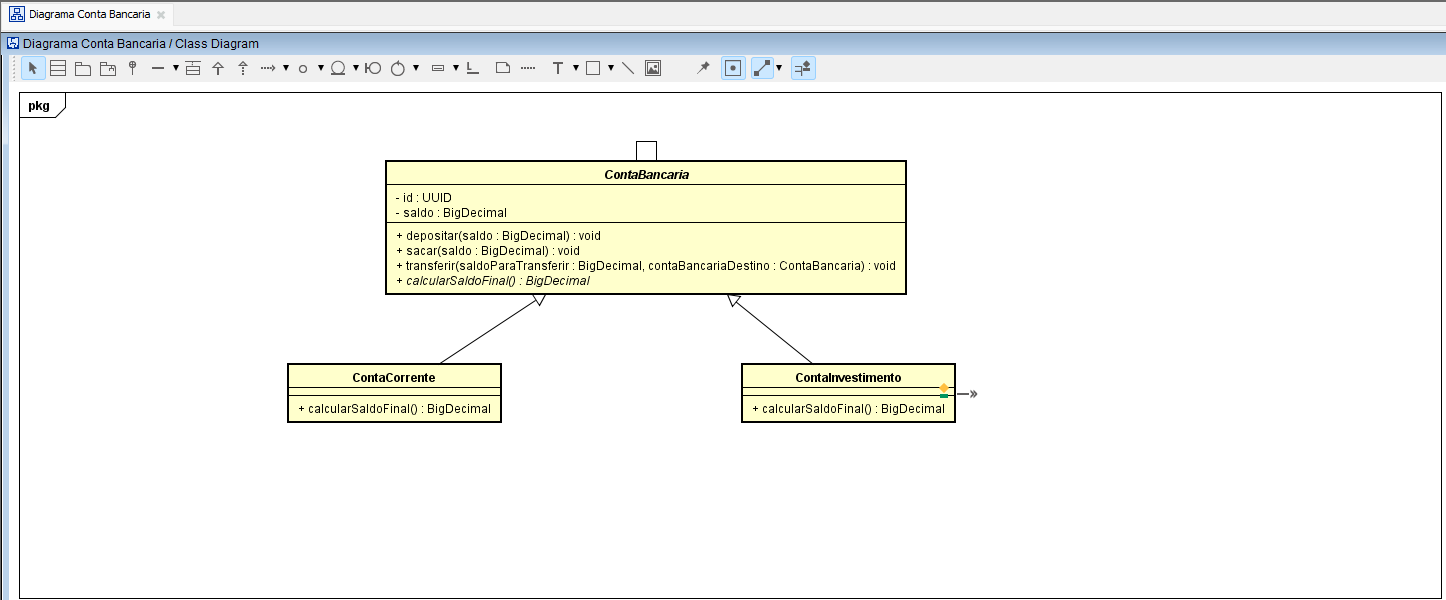 Diagrama Conta Bancaria
Diagrama Conta Bancaria / Class Diagram
T
pkg
ContaBancaria
- id : UUID
- saldo : BigDecimal
+ depositar(saldo : BigDecimal) : void
+ sacar(saldo : BigDecimal) : void
+ transferir(saldoParaTransferir : BigDecimal, contaBancariaDestino : ContaBancaria) : void
+ calcularSaldoFinal() : BigDecimal
ContaCorrente
+ calcularSaldoFinal() : BigDecimal
ContaInvestimento
+ calcularSaldoFinal() : BigDecimal